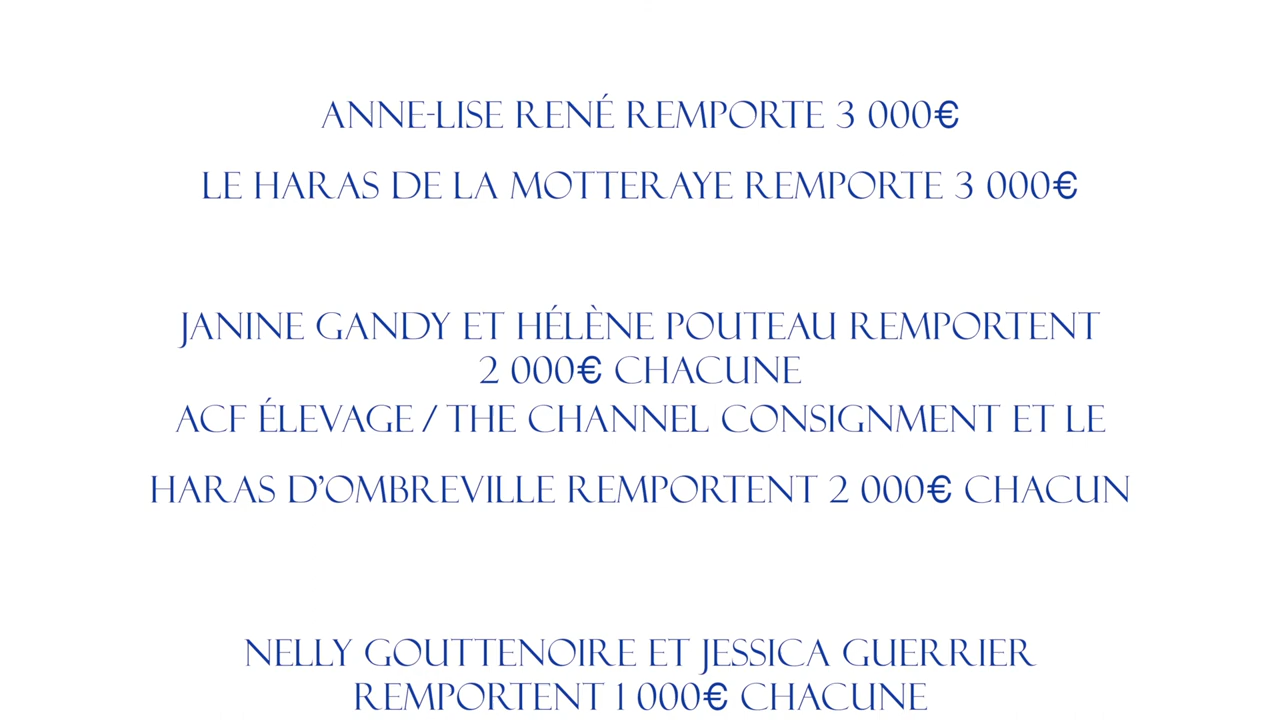 ANNE-LISE RENÉ REMPORTE 3 000€
LE HARAS DE LA MOTTERAYE REMPORTE 3 000€
JANINE GANDY ET HÉLÈNE POUTEAU REMPORTENT
2 000€ CHACUNE
ACF ÉLEVAGE / THE CHANNEL CONSIGNMENT ET LE
HARAS D'OMBREVILLE REMPORTENT 2 000€ CHACUN
NELLY GOUTTENOIRE ET JESSICA GUERRIER
REMPORTENT 1 000€ CHACUNE